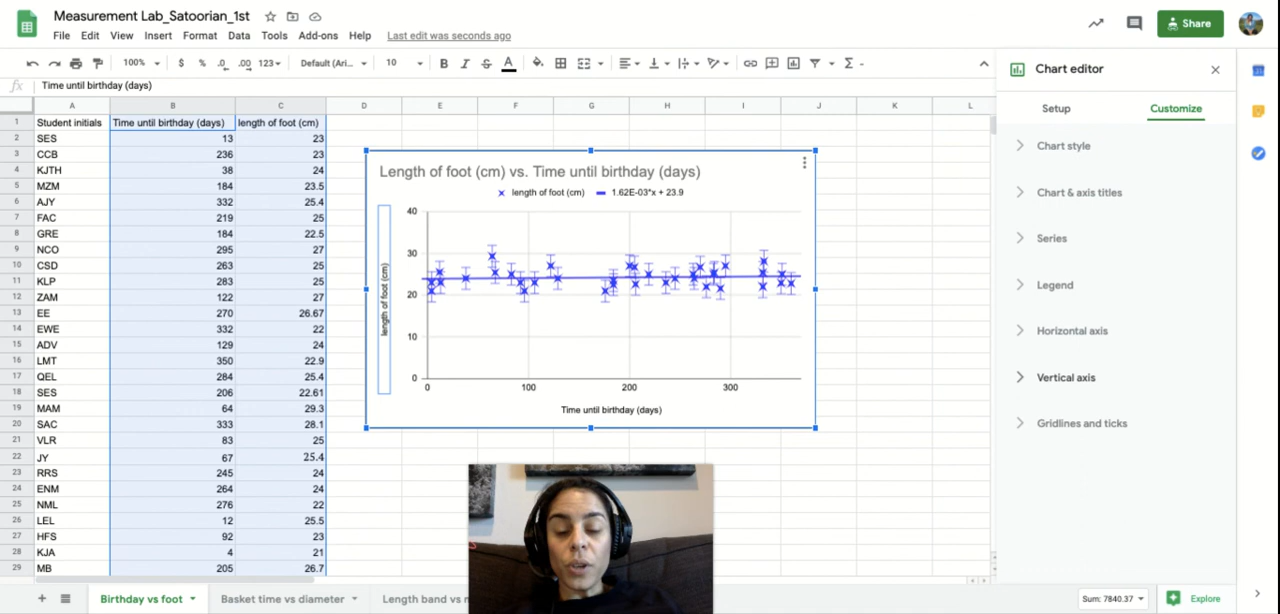 Measurement Lab_Satoorian_1st
File Edit View Insert Format Data Tools Add-ons Help Last edit was seconds ago
Share
100% $ % .0 .00 123 Default (Ari... 10 B I S A
fx Time until birthday (days)
A B C D E F G H I J K L
1 Student initials Time until birthday (days) length of foot (cm)
2 SES 13 23
3 CCB 236 23
4 KJTH 38 24
5 MZM 184 23.5
6 AJY 332 25.4
7 FAC 219 25
8 GRE 184 22.5
9 NCO 295 27
10 CSD 263 25
11 KLP 283 25
12 ZAM 122 27
13 EE 270 26.67
14 EWE 332 22
15 ADV 129 24
16 LMT 350 22.9
17 QEL 284 25.4
18 SES 206 22.61
19 MAM 64 29.3
20 SAC 333 28.1
21 VLR 83 25
22 JY 67 25.4
23 RRS 245 24
24 ENM 264 24
25 NML 276 22
26 LEL 12 25.5
27 HFS 92 23
28 KJA 4 21
29 MB 205 26.7
Length of foot (cm) vs. Time until birthday (days)
length of foot (cm) 1.62E-03*x + 23.9
length of foot (cm)
40
30
20
10
0
0 100 200 300
Time until birthday (days)
Chart editor
Setup Customize
Chart style
Chart & axis titles
Series
Legend
Horizontal axis
Vertical axis
Gridlines and ticks
Birthday vs foot Basket time vs diameter Length band vs
Sum: 7840.37 Explore